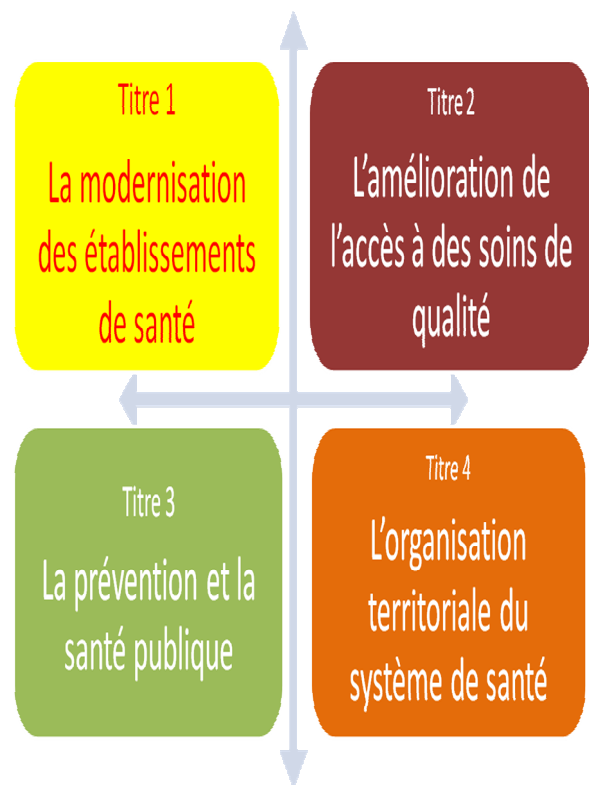 Titre 1
La modernisation
des établissements
de santé
Titre 2
L'amélioration de
l'accès à des soins de
qualité
Titre 3
La prévention et la
santé publique
Titre 4
L'organisation
territoriale du
système de santé